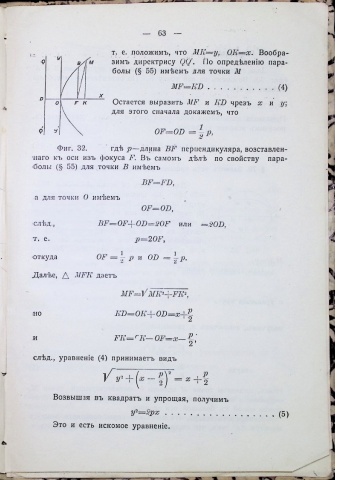 — 63 —
т. е. положимъ, что MK=y, OK=x. Вообра-
зимъ директрису QQ'. По опредѣленію пара-
болы (§ 55) имѣемъ для точки M
MF=KD . . . . . . . . . . . (4)
Остается выразить MF и KD чрезъ x и y;
для этого сначала докажемъ, что
OF=OD = 1/2 p,
Фиг. 32. гдѣ p—длина BF перпендикуляра, возставлен-
наго къ оси изъ фокуса F. Въ самомъ дѣлѣ по свойству пара-
болы (§ 55) для точки B имѣемъ
BF=FD,
а для точки O имѣемъ
OF=OD,
слѣд., BF=OF+OD=2OF или =2OD,
т. е. p=2OF,
откуда OF = 1/2 p и OD = 1/2 p.
Далѣе, △ MFK даетъ
MF=√MK²+FK²,
но KD=OK+OD=x+p/2
и FK=OK—OF=x—p/2,
слѣд., уравненіе (4) принимаетъ видъ
√y²+(x—p/2)² = x+p/2
Возвышая въ квадратъ и упрощая, получимъ
y²=2px . . . . . . . . . . . . . . . . (5)
Это и есть искомое уравненіе.